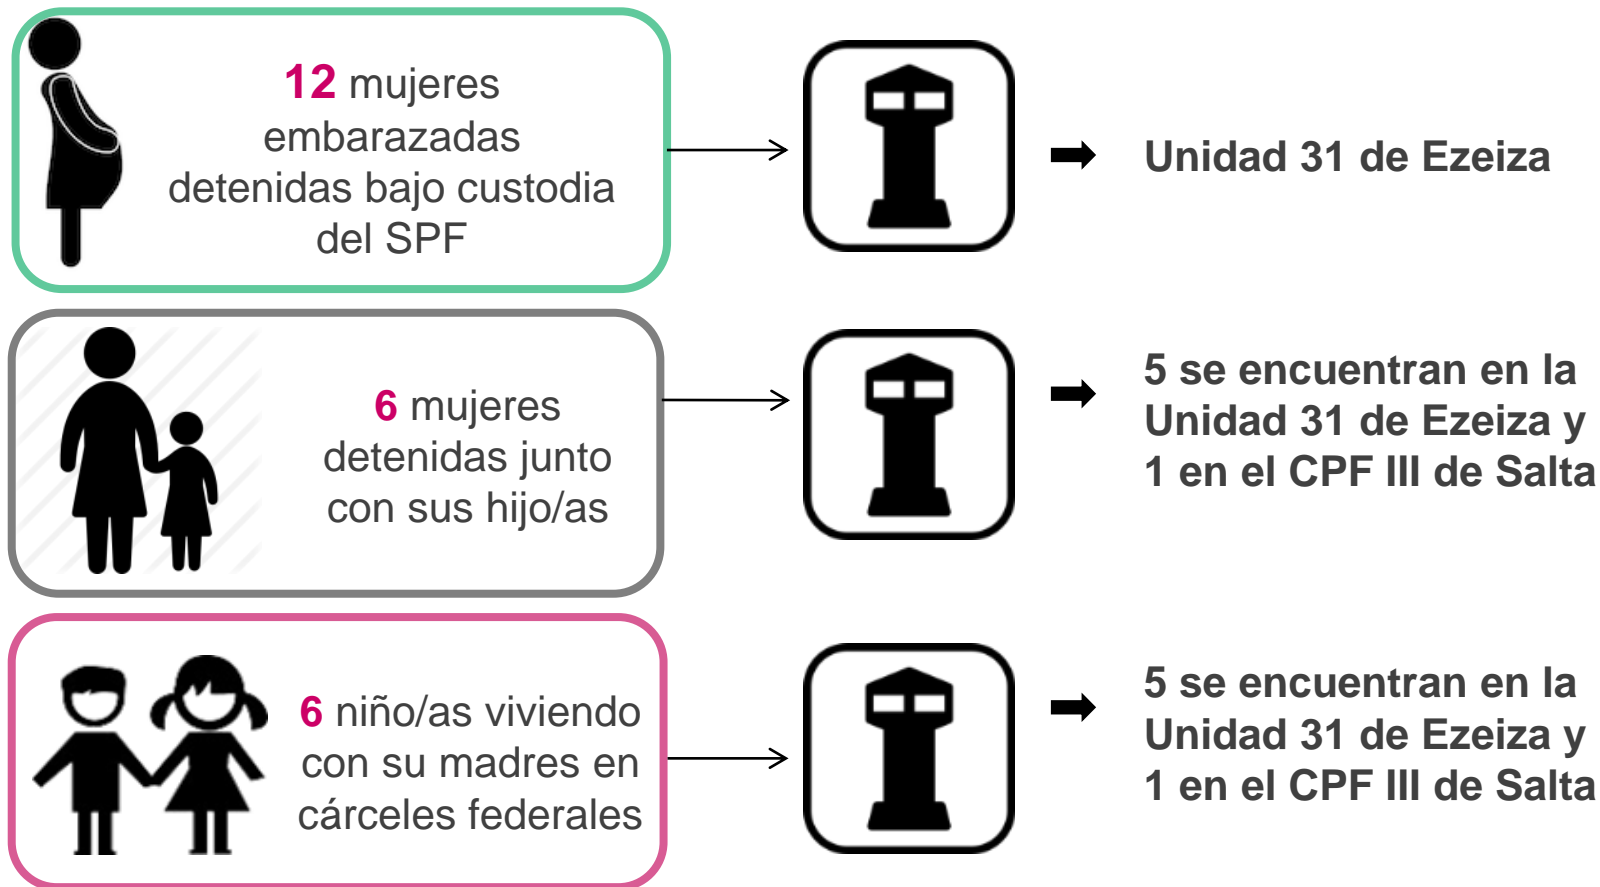 12 mujeres
embarazadas
detenidas bajo custodia
del SPF
Unidad 31 de Ezeiza
6 mujeres
detenidas junto
con sus hijo/as
5 se encuentran en la
Unidad 31 de Ezeiza y
1 en el CPF III de Salta
6 niño/as viviendo
con su madres en
cárceles federales
5 se encuentran en la
Unidad 31 de Ezeiza y
1 en el CPF III de Salta